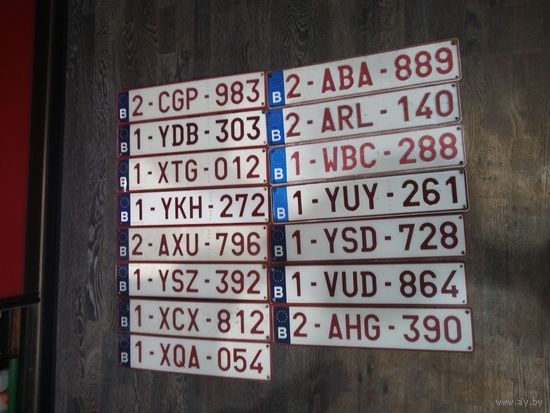 B 2-CGP-983
B 1-YDB-303
B 1-XTG-012
B 1-YKH-272
B 2-AXU-796
B 1-YSZ-392
B 1-XCX-812
B 1-XQA-054
B 2-ABA-889
B 2-ARL-140
B 1-WBC-288
B 1-YUY-261
B 1-YSD-728
B 1-VUD-864
B 2-AHG-390
www.ay.by